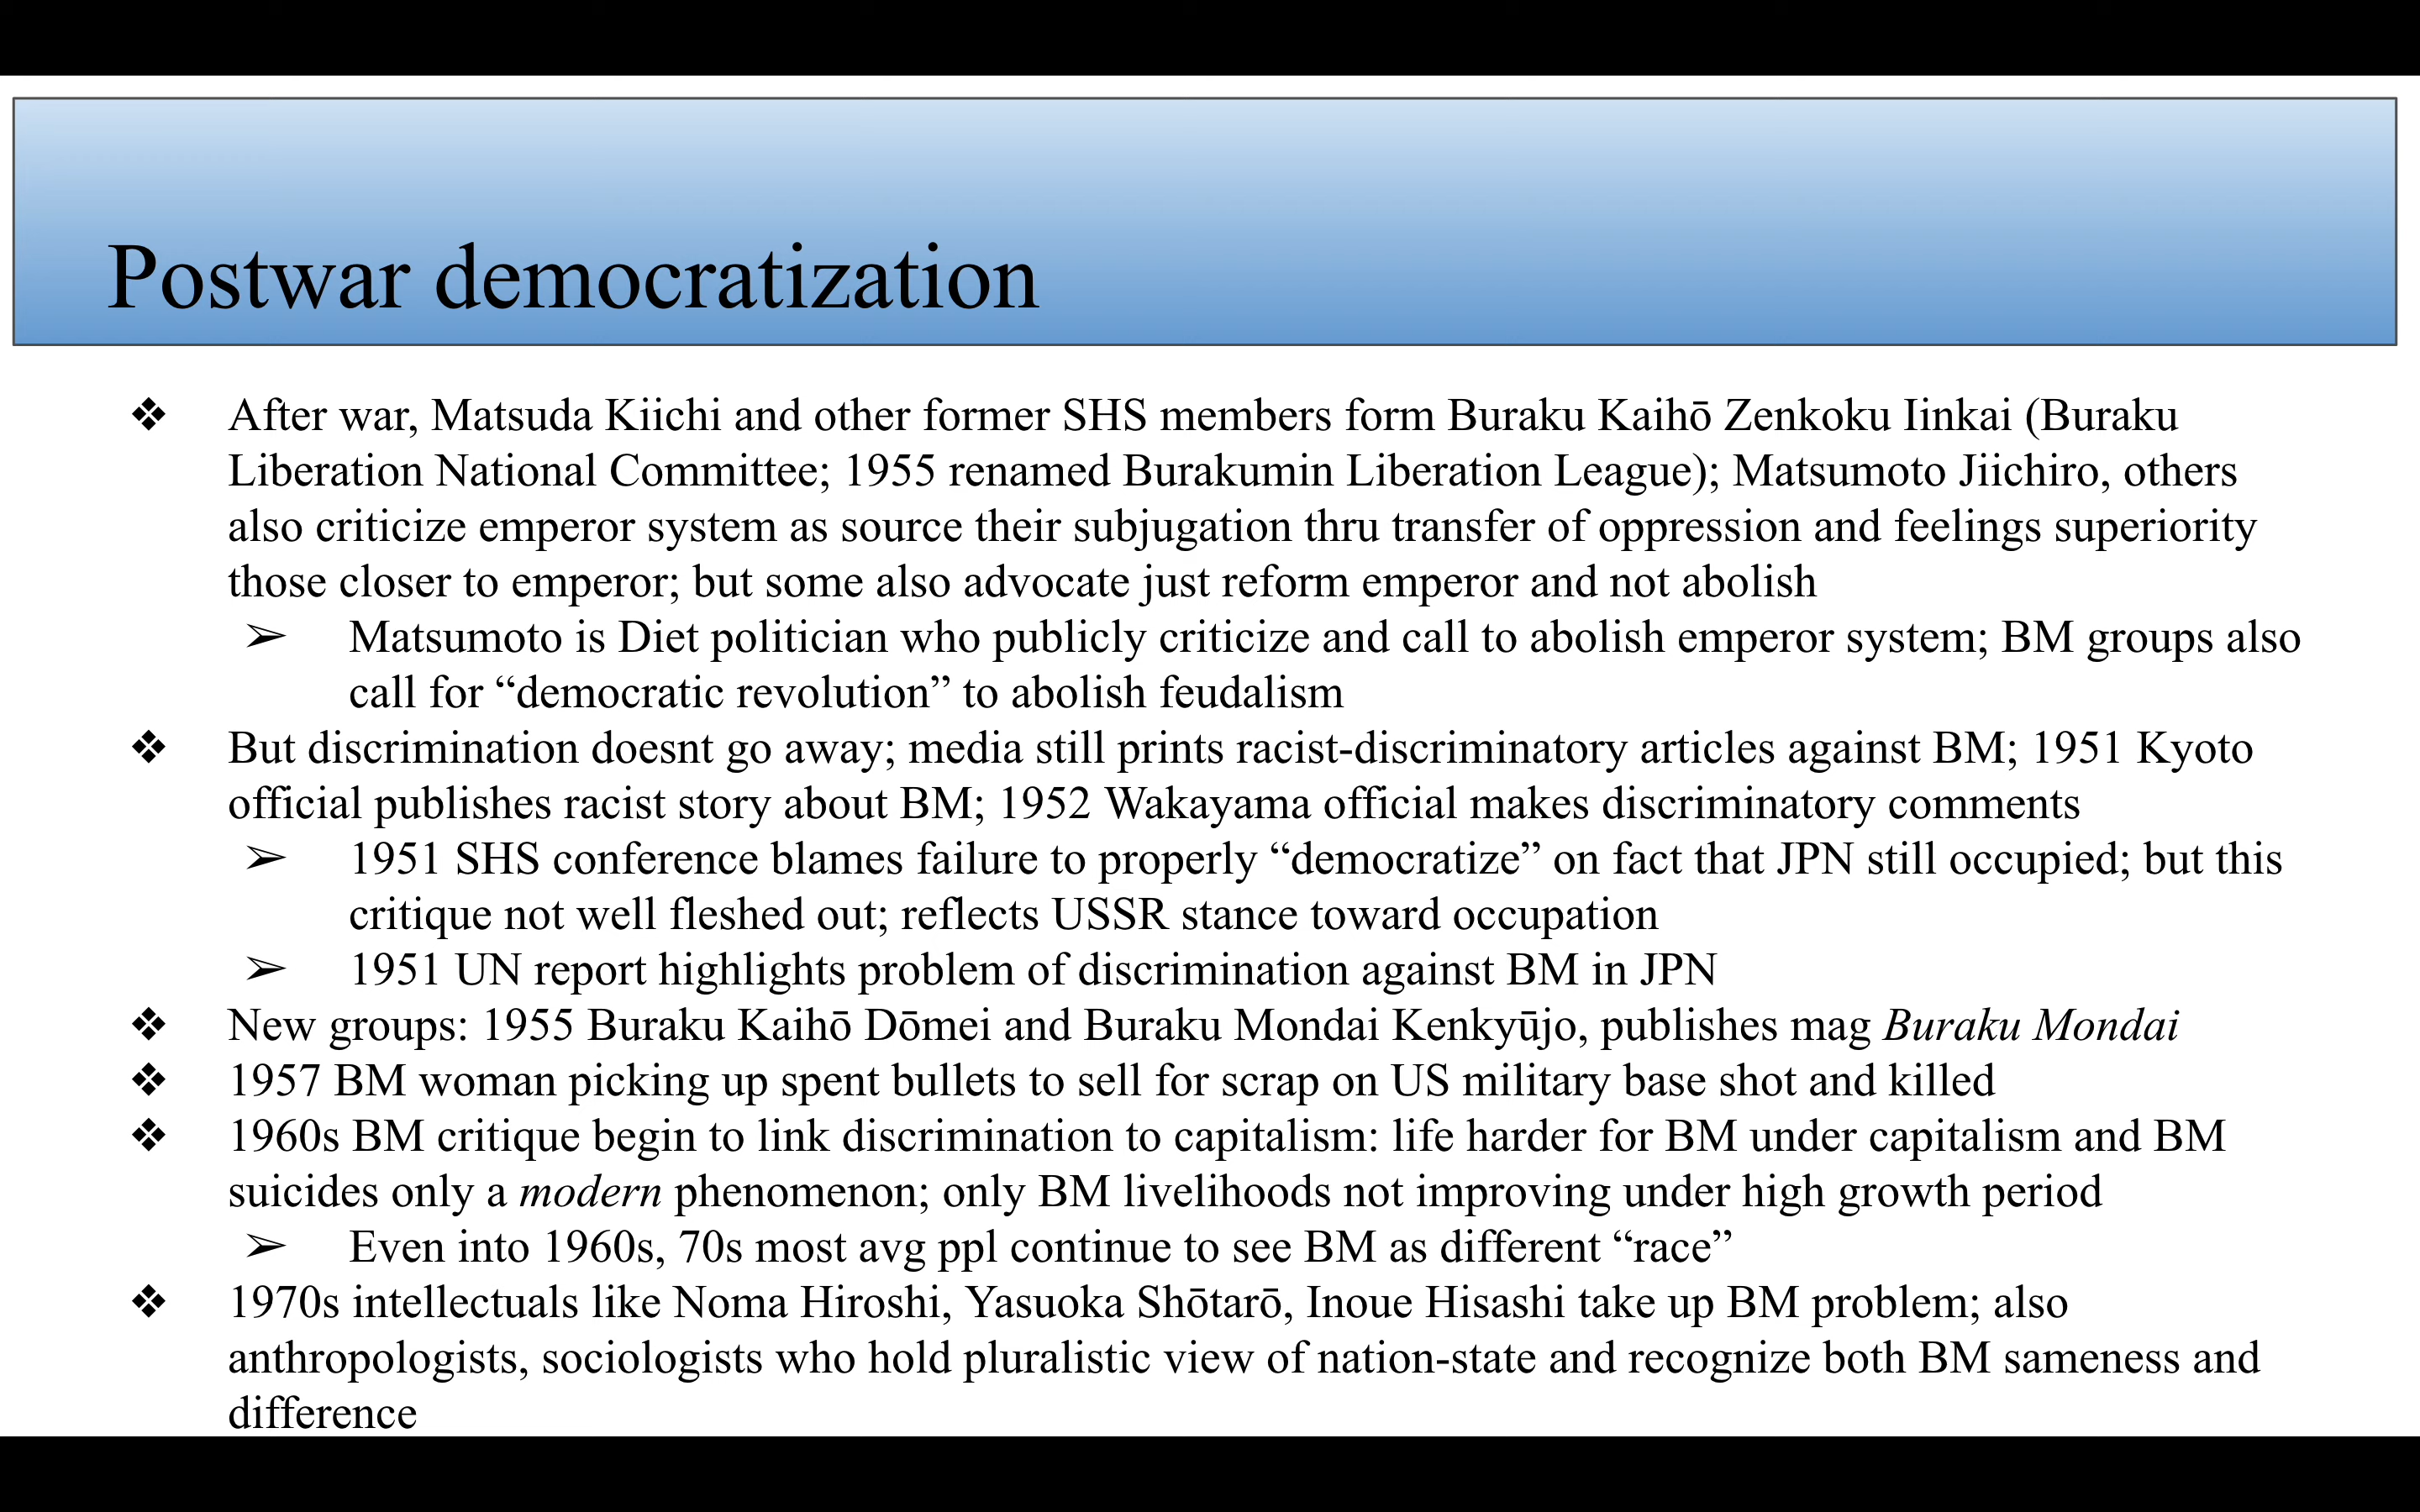 Postwar democratization
❖ After war, Matsuda Kiichi and other former SHS members form Buraku Kaihō Zenkoku Iinkai (Buraku
Liberation National Committee; 1955 renamed Burakumin Liberation League); Matsumoto Jiichiro, others
also criticize emperor system as source their subjugation thru transfer of oppression and feelings superiority
those closer to emperor; but some also advocate just reform emperor and not abolish
➢ Matsumoto is Diet politician who publicly criticize and call to abolish emperor system; BM groups also
call for “democratic revolution” to abolish feudalism
❖ But discrimination doesnt go away; media still prints racist-discriminatory articles against BM; 1951 Kyoto
official publishes racist story about BM; 1952 Wakayama official makes discriminatory comments
➢ 1951 SHS conference blames failure to properly “democratize” on fact that JPN still occupied; but this
critique not well fleshed out; reflects USSR stance toward occupation
➢ 1951 UN report highlights problem of discrimination against BM in JPN
❖ New groups: 1955 Buraku Kaihō Dōmei and Buraku Mondai Kenkyūjo, publishes mag Buraku Mondai
❖ 1957 BM woman picking up spent bullets to sell for scrap on US military base shot and killed
❖ 1960s BM critique begin to link discrimination to capitalism: life harder for BM under capitalism and BM
suicides only a modern phenomenon; only BM livelihoods not improving under high growth period
➢ Even into 1960s, 70s most avg ppl continue to see BM as different “race”
❖ 1970s intellectuals like Noma Hiroshi, Yasuoka Shōtarō, Inoue Hisashi take up BM problem; also
anthropologists, sociologists who hold pluralistic view of nation-state and recognize both BM sameness and
difference